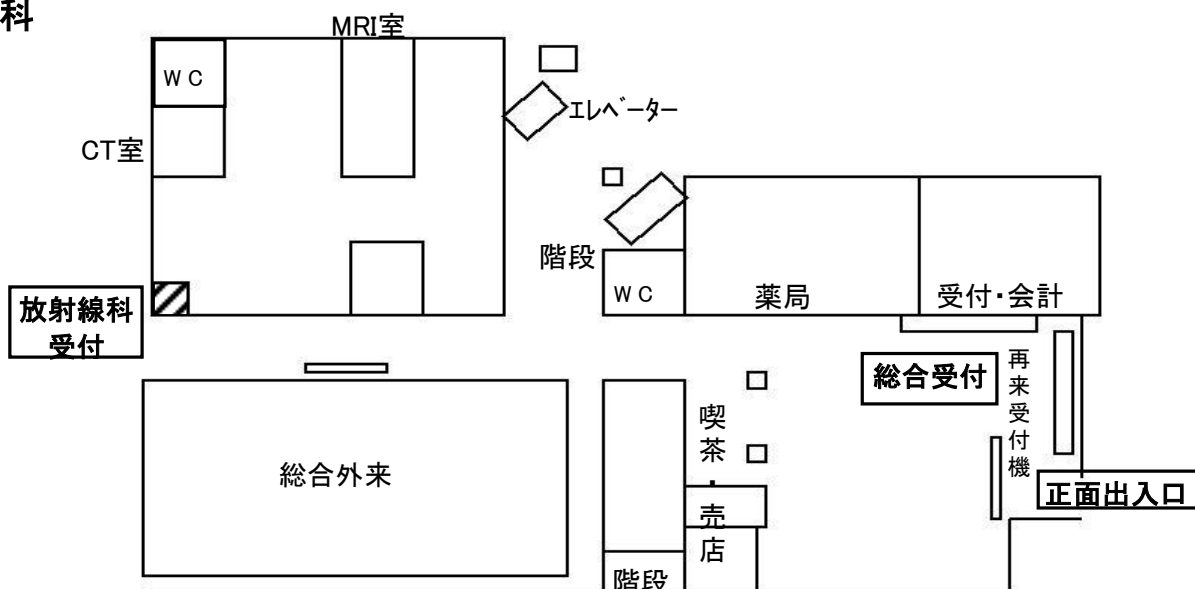 科
MRI室
W C
エレベーター
CT室
階段
W C
薬局
受付・会計
放射線科
受付
総合受付
再来受付機
喫茶・売店
総合外来
正面出入口
階段